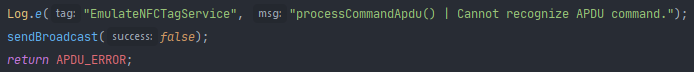 Log.e( tag: "EmulateNFCTagService", msg: "processCommandApdu() | Cannot recognize APDU command.");
sendBroadcast( success: false);
return APDU_ERROR;